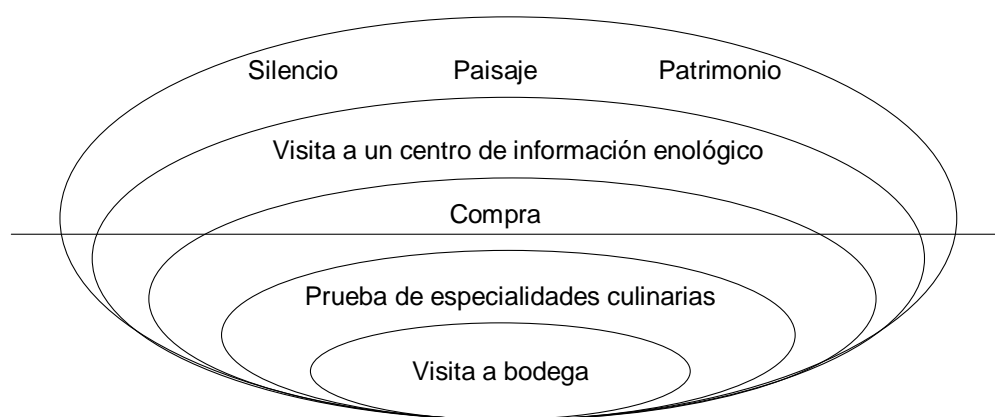 Silencio Paisaje Patrimonio
Visita a un centro de información enológico
Compra
Prueba de especialidades culinarias
Visita a bodega